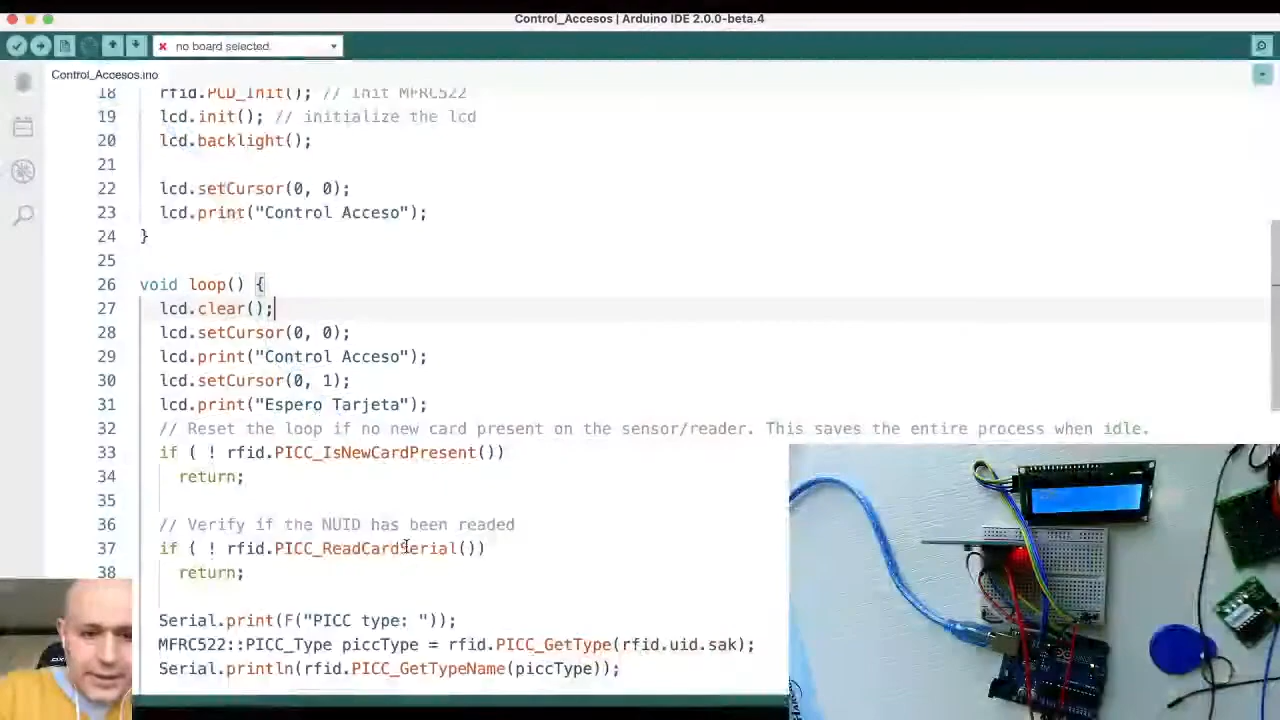 Control_Accesos | Arduino IDE 2.0.0-beta.4
no board selected
Control_Accesos.ino
18 rfid.PCD_Init(); // Init MFRC522
19 lcd.init(); // initialize the lcd
20 lcd.backlight();
21
22 lcd.setCursor(0, 0);
23 lcd.print("Control Acceso");
24 }
25
26 void loop() {
27 lcd.clear();
28 lcd.setCursor(0, 0);
29 lcd.print("Control Acceso");
30 lcd.setCursor(0, 1);
31 lcd.print("Espero Tarjeta");
32 // Reset the loop if no new card present on the sensor/reader. This saves the entire process when idle.
33 if ( ! rfid.PICC_IsNewCardPresent())
34 return;
35
36 // Verify if the NUID has been readed
37 if ( ! rfid.PICC_ReadCardSerial())
38 return;
Serial.print(F("PICC type: "));
MFRC522::PICC_Type piccType = rfid.PICC_GetType(rfid.uid.sak);
Serial.println(rfid.PICC_GetTypeName(piccType));